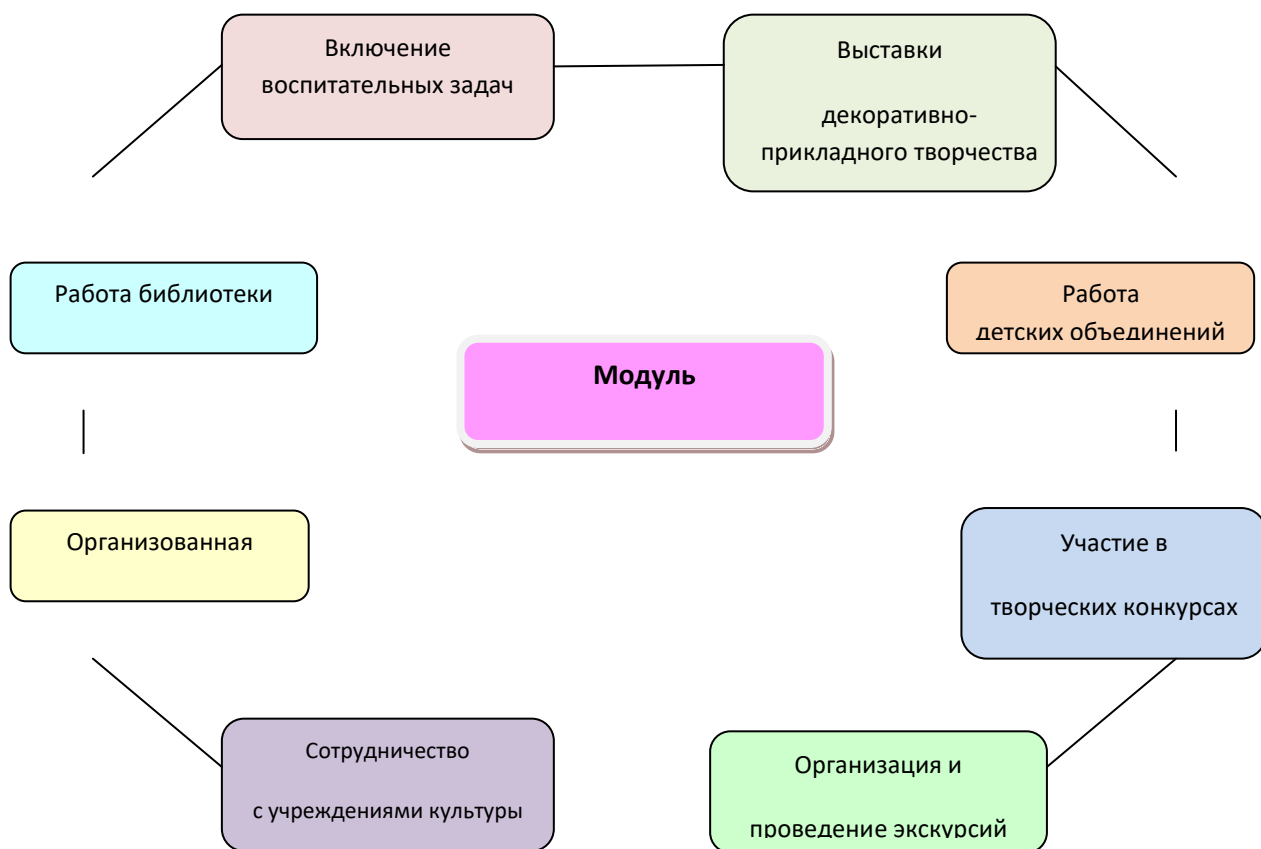 Включение
воспитательных задач
Выставки
декоративно-
прикладного творчества
Работа библиотеки
Работа
детских объединений
Модуль
Организованная
Участие в
творческих конкурсах
Сотрудничество
с учреждениями культуры
Организация и
проведение экскурсий